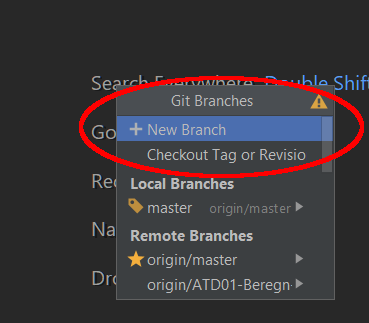 Search Everywhere Double Shift
Git Branches
New Branch
Go
Checkout Tag or Revisio
Rec
Local Branches
master origin/master
Na
Remote Branches
origin/master
Dro
origin/ATD01-Beregn